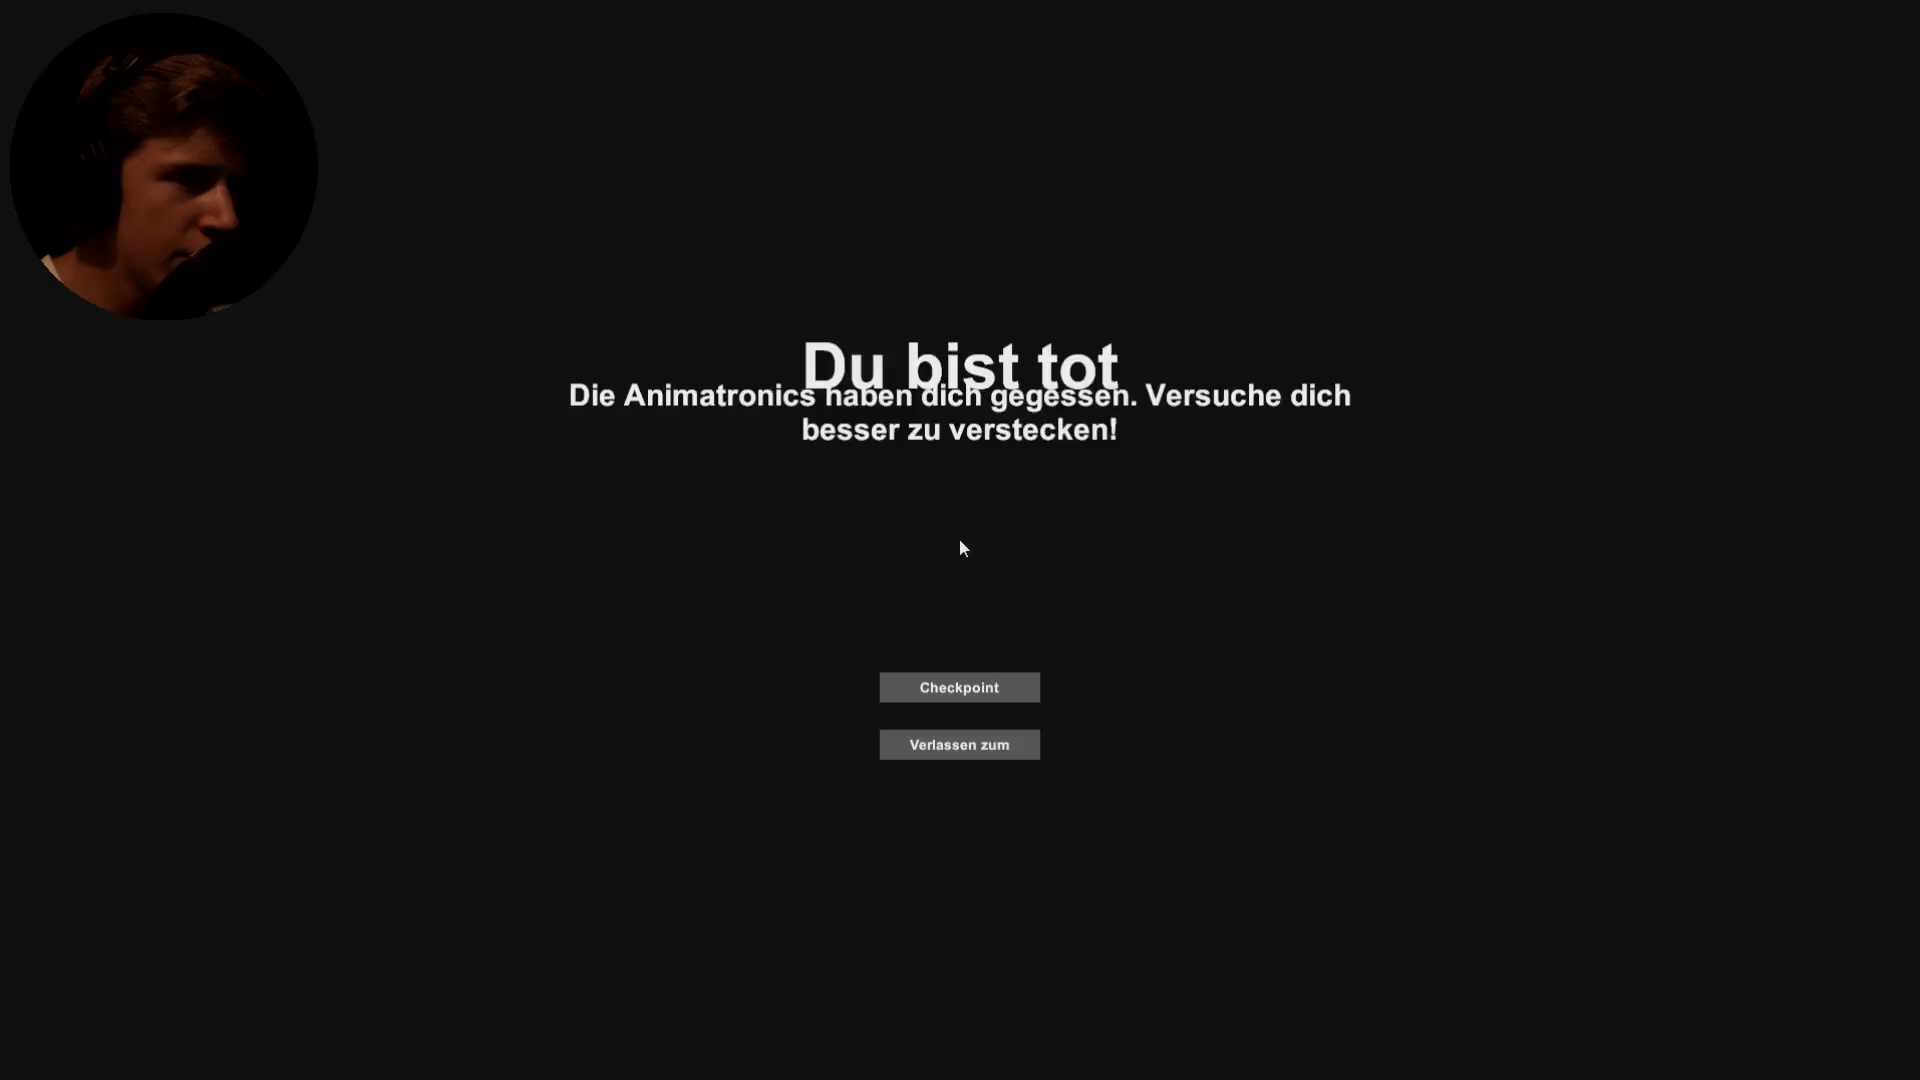 Du bist tot
Die Animatronics haben dich gegessen. Versuche dich
besser zu verstecken!
Checkpoint
Verlassen zum